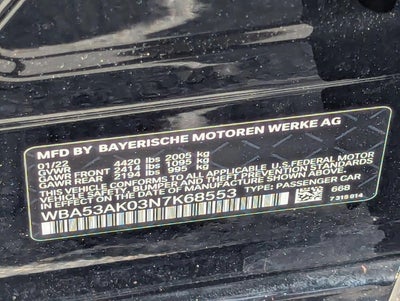 MFD BY BAYERISCHE MOTOREN WERKE AG
01/22
GVWR 4420 lbs 2005 kg
GAWR FRONT 2414 lbs 1095 kg
GAWR REAR 2194 lbs 995 kg
THIS VEHICLE CONFORMS TO ALL APPLICABLE U.S.FEDERAL MOTOR
VEHICLE SAFETY BUMPER AND THEFT PREVENTION STANDARDS
IN EFFECT ON THE DATE OF MANUFACTURE SHOWN ABOVE.
WBA53AK03N7K68553 TYPE: PASSENGER CAR
668
7 319 014